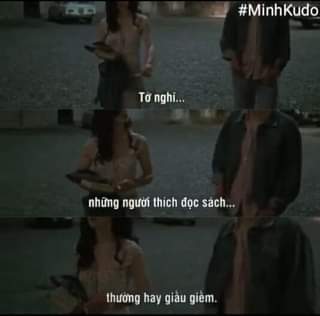 #MinhKudo
Tớ nghĩ...
những người thích đọc sách...
thường hay giàu giềm.